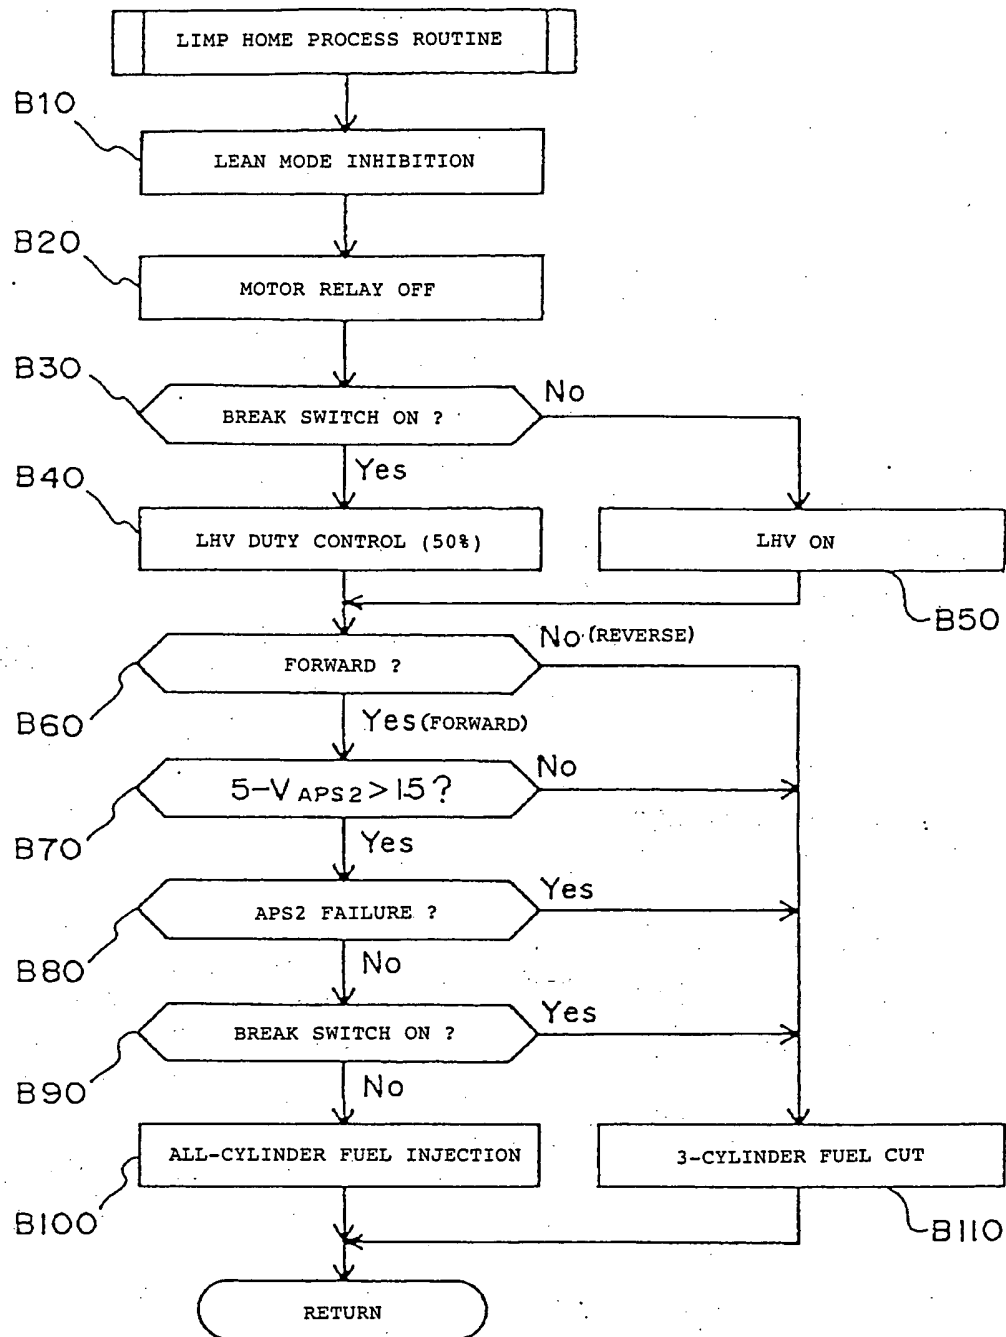 LIMP HOME PROCESS ROUTINE
B10
LEAN MODE INHIBITION
B20
MOTOR RELAY OFF
B30
BREAK SWITCH ON ?
No
Yes
B40
LHV DUTY CONTROL (50%)
LHV ON
B50
FORWARD ?
No (REVERSE)
B60
Yes (FORWARD)
5-VAPS2>1.5?
No
B70
Yes
APS2 FAILURE ?
Yes
B80
No
BREAK SWITCH ON ?
Yes
B90
No
ALL-CYLINDER FUEL INJECTION
3-CYLINDER FUEL CUT
B100
B110
RETURN